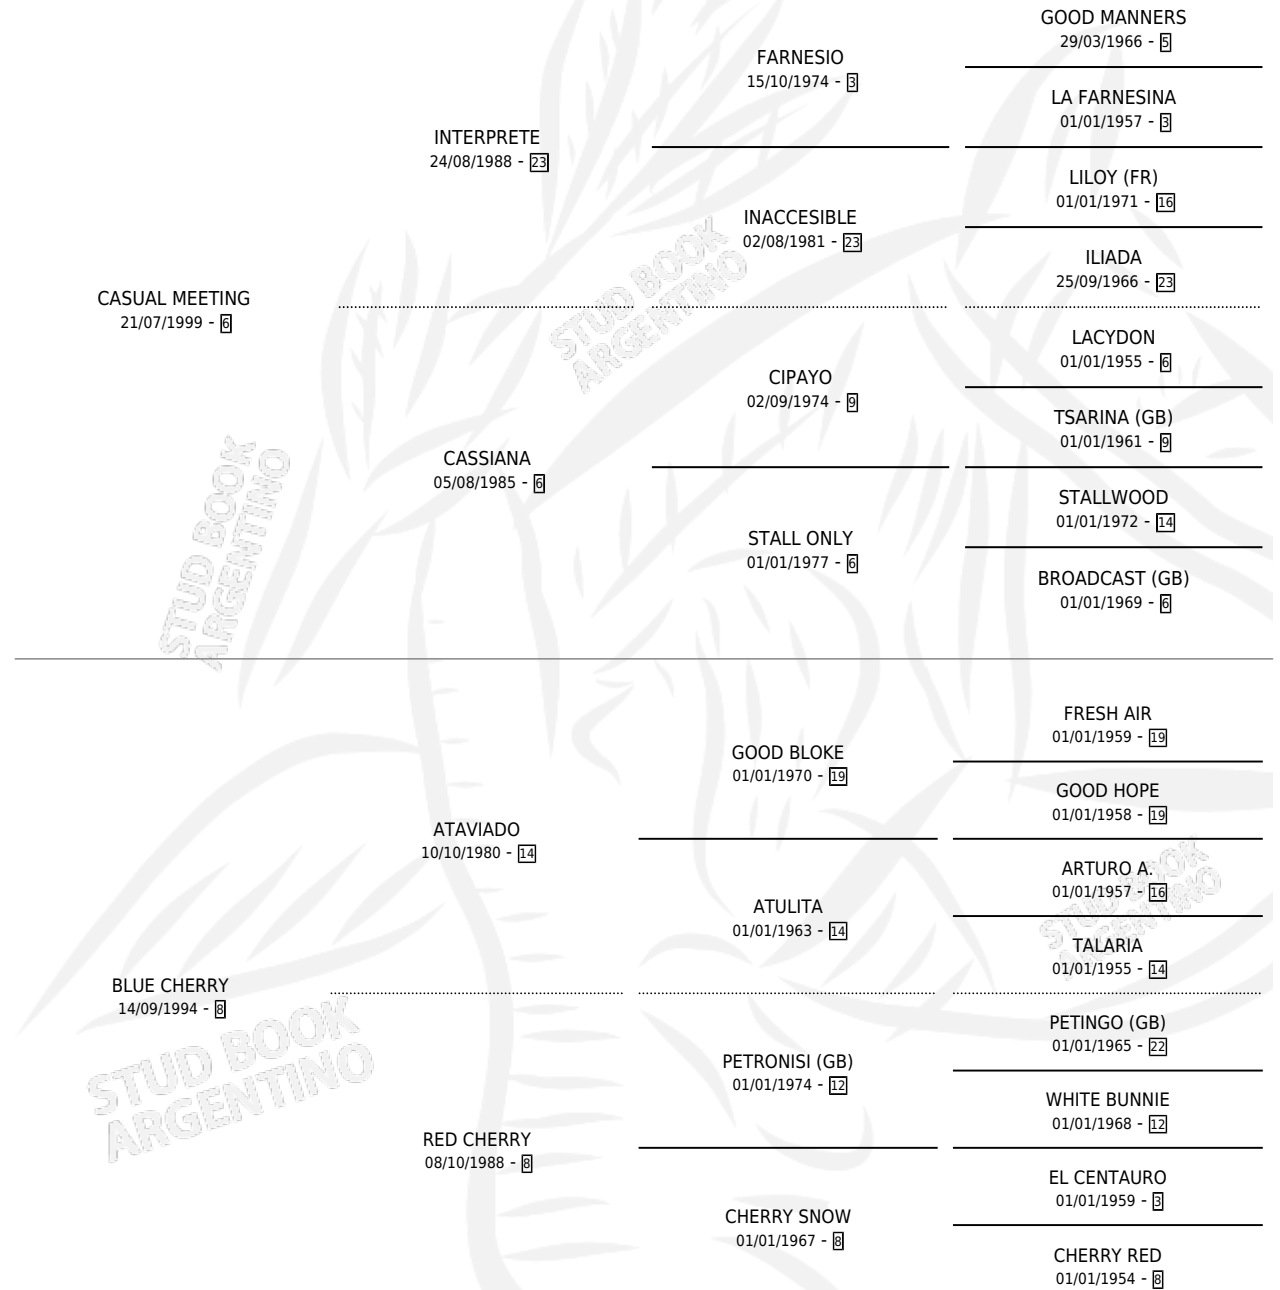 GOOD MANNERS
29/03/1966 - 5
FARNESIO
15/10/1974 - 3
LA FARNESINA
01/01/1957 - 3
INTERPRETE
24/08/1988 - 23
LILOY (FR)
01/01/1971 - 16
INACCESIBLE
02/08/1981 - 23
ILIADA
25/09/1966 - 23
CASUAL MEETING
21/07/1999 - 6
LACYDON
01/01/1955 - 6
CIPAYO
02/09/1974 - 9
TSARINA (GB)
01/01/1961 - 9
CASSIANA
05/08/1985 - 6
STALLWOOD
01/01/1972 - 14
STALL ONLY
01/01/1977 - 6
BROADCAST (GB)
01/01/1969 - 6
FRESH AIR
01/01/1959 - 19
GOOD BLOKE
01/01/1970 - 19
GOOD HOPE
01/01/1958 - 19
ATAVIADO
10/10/1980 - 14
ARTURO A.
01/01/1957 - 16
ATULITA
01/01/1963 - 14
TALARIA
01/01/1955 - 14
BLUE CHERRY
14/09/1994 - 8
PETINGO (GB)
01/01/1965 - 22
PETRONISI (GB)
01/01/1974 - 12
WHITE BUNNIE
01/01/1968 - 12
RED CHERRY
08/10/1988 - 8
EL CENTAURO
01/01/1959 - 3
CHERRY SNOW
01/01/1967 - 8
CHERRY RED
01/01/1954 - 8
STUD BOOK
ARGENTINO
STUD BOOK
ARGENTINO
STUD BOOK
ARGENTINO
STUD BOOK
ARGENTINO